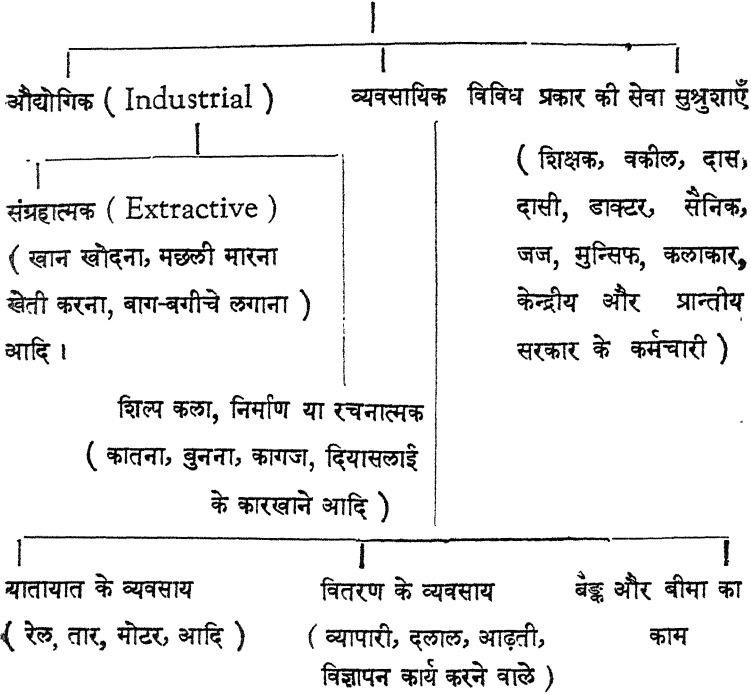 औद्योगिक ( Industrial )
व्यवसायिक
विविध प्रकार की सेवा सुश्रुशाएँ
( शिक्षक, वकील, दास,
दासी, डाक्टर, सैनिक,
जज, मुन्सिफ, कलाकार,
केन्द्रीय और प्रान्तीय
सरकार के कर्मचारी )
संग्रहात्मक ( Extractive )
( खान खोदना, मछली मारना
खेती करना, बाग-बगीचे लगाना )
आदि ।
शिल्प कला, निर्माण या रचनात्मक
( कातना, बुनना, कागज, दियासलाई
के कारखाने आदि )
यातायात के व्यवसाय
( रेल, तार, मोटर, आदि )
वितरण के व्यवसाय
( व्यापारी, दलाल, आढ़ती,
विज्ञापन कार्य करने वाले )
बैङ्क और बीमा का
काम